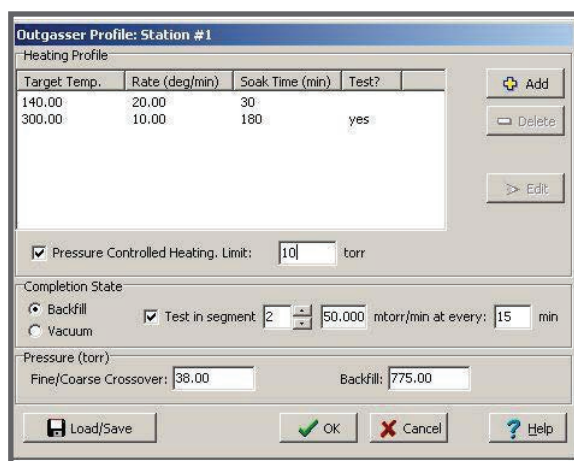 Outgasser Profile: Station #1
Heating Profile
Target Temp. Rate (deg/min) Soak Time (min) Test?
140.00 20.00 30
300.00 10.00 180 yes
Add
Delete
Edit
Pressure Controlled Heating. Limit: 10 torr
Completion State
Backfill
Vacuum
Test in segment 2 50.000 mtorr/min at every: 15 min
Pressure (torr)
Fine/Coarse Crossover: 38.00 Backfill: 775.00
Load/Save OK Cancel Help